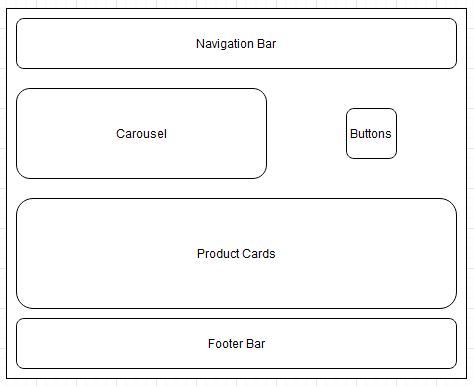 Navigation Bar
Carousel
Buttons
Product Cards
Footer Bar